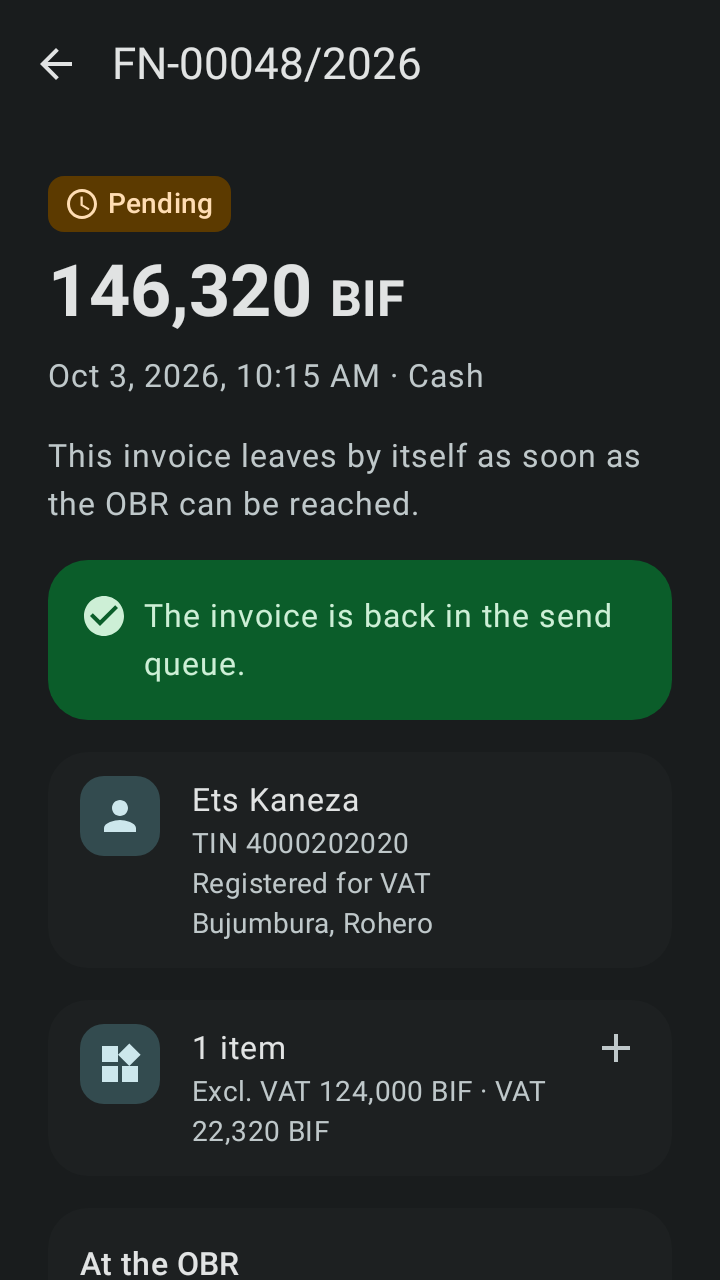 FN-00048/2026
Pending
146,320 BIF
Oct 3, 2026, 10:15 AM · Cash
This invoice leaves by itself as soon as
the OBR can be reached.
The invoice is back in the send
queue.
Ets Kaneza
TIN 4000202020
Registered for VAT
Bujumbura, Rohero
1 item
Excl. VAT 124,000 BIF · VAT
22,320 BIF
At the OBR